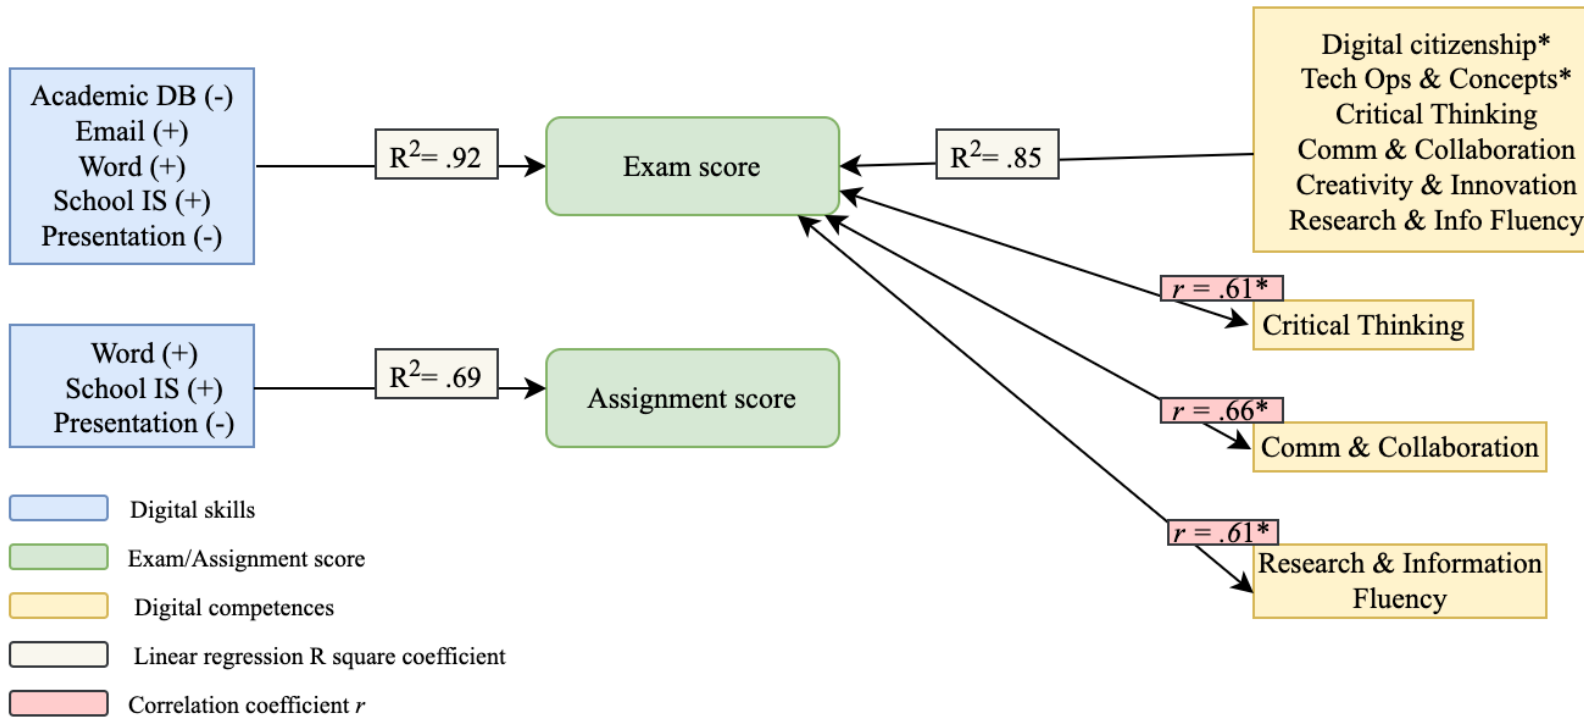 Academic DB (-)
Email (+)
Word (+)
School IS (+)
Presentation (-)
R²= .92
Exam score
R²= .85
Digital citizenship*
Tech Ops & Concepts*
Critical Thinking
Comm & Collaboration
Creativity & Innovation
Research & Info Fluency
r = .61*
Critical Thinking
Word (+)
School IS (+)
Presentation (-)
R²= .69
Assignment score
r = .66*
Comm & Collaboration
r = .61*
Research & Information
Fluency
Digital skills
Exam/Assignment score
Digital competences
Linear regression R square coefficient
Correlation coefficient r